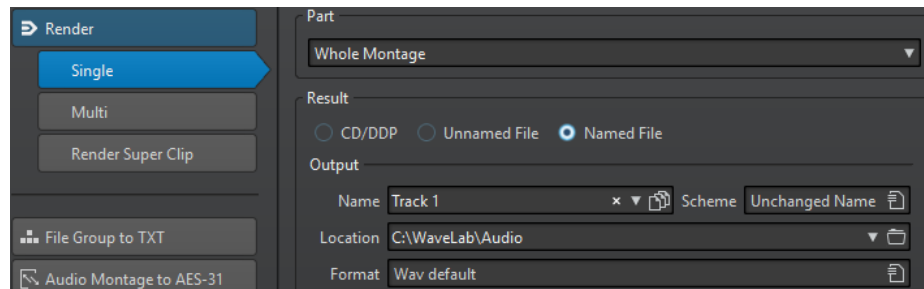 Render
Single
Multi
Render Super Clip
File Group to TXT
Audio Montage to AES-31
Part
Whole Montage
Result
CD/DDP Unnamed File Named File
Output
Name Track 1 Scheme Unchanged Name
Location C:\WaveLab\Audio
Format Wav default